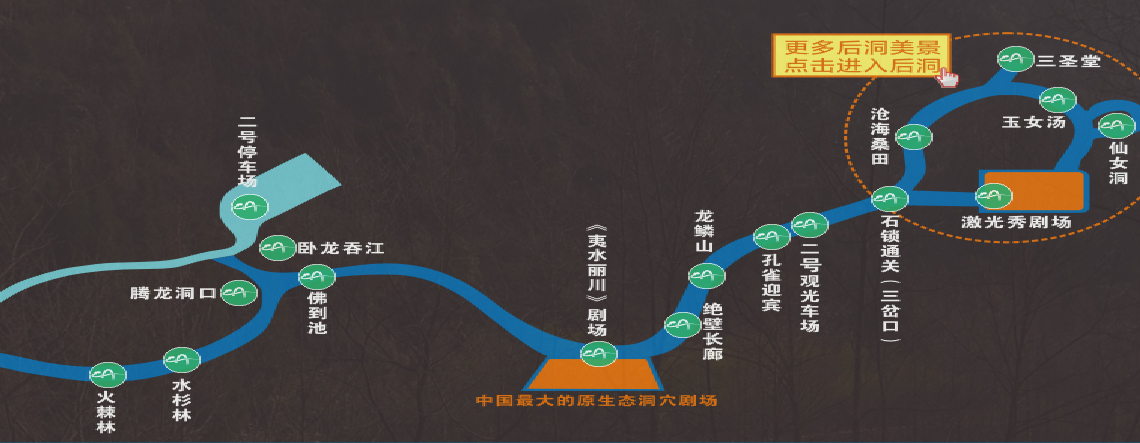 更多后洞美景
点击进入后洞
三圣堂
玉女汤
仙女洞
沧海桑田
激光秀剧场
石锁通关（三岔口）
二号观光车场
孔雀迎宾
龙鳞山
绝壁长廊
《夷水丽川》剧场
中国最大的原生态洞穴剧场
二号停车场
卧龙吞江
腾龙洞口
佛到池
水杉林
火棘林